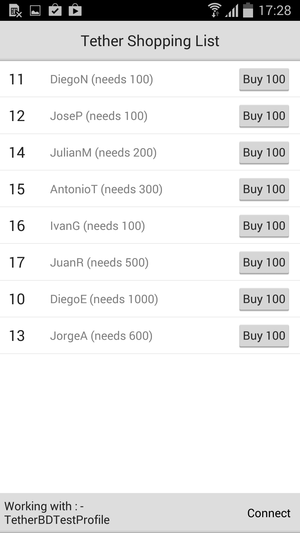 17:28
Tether Shopping List
11 DiegoN (needs 100) Buy 100
12 JoseP (needs 100) Buy 100
14 JulianM (needs 200) Buy 100
15 AntonioT (needs 300) Buy 100
16 IvanG (needs 100) Buy 100
17 JuanR (needs 500) Buy 100
10 DiegoE (needs 1000) Buy 100
13 JorgeA (needs 600) Buy 100
Working with : -
TetherBDTestProfile
Connect